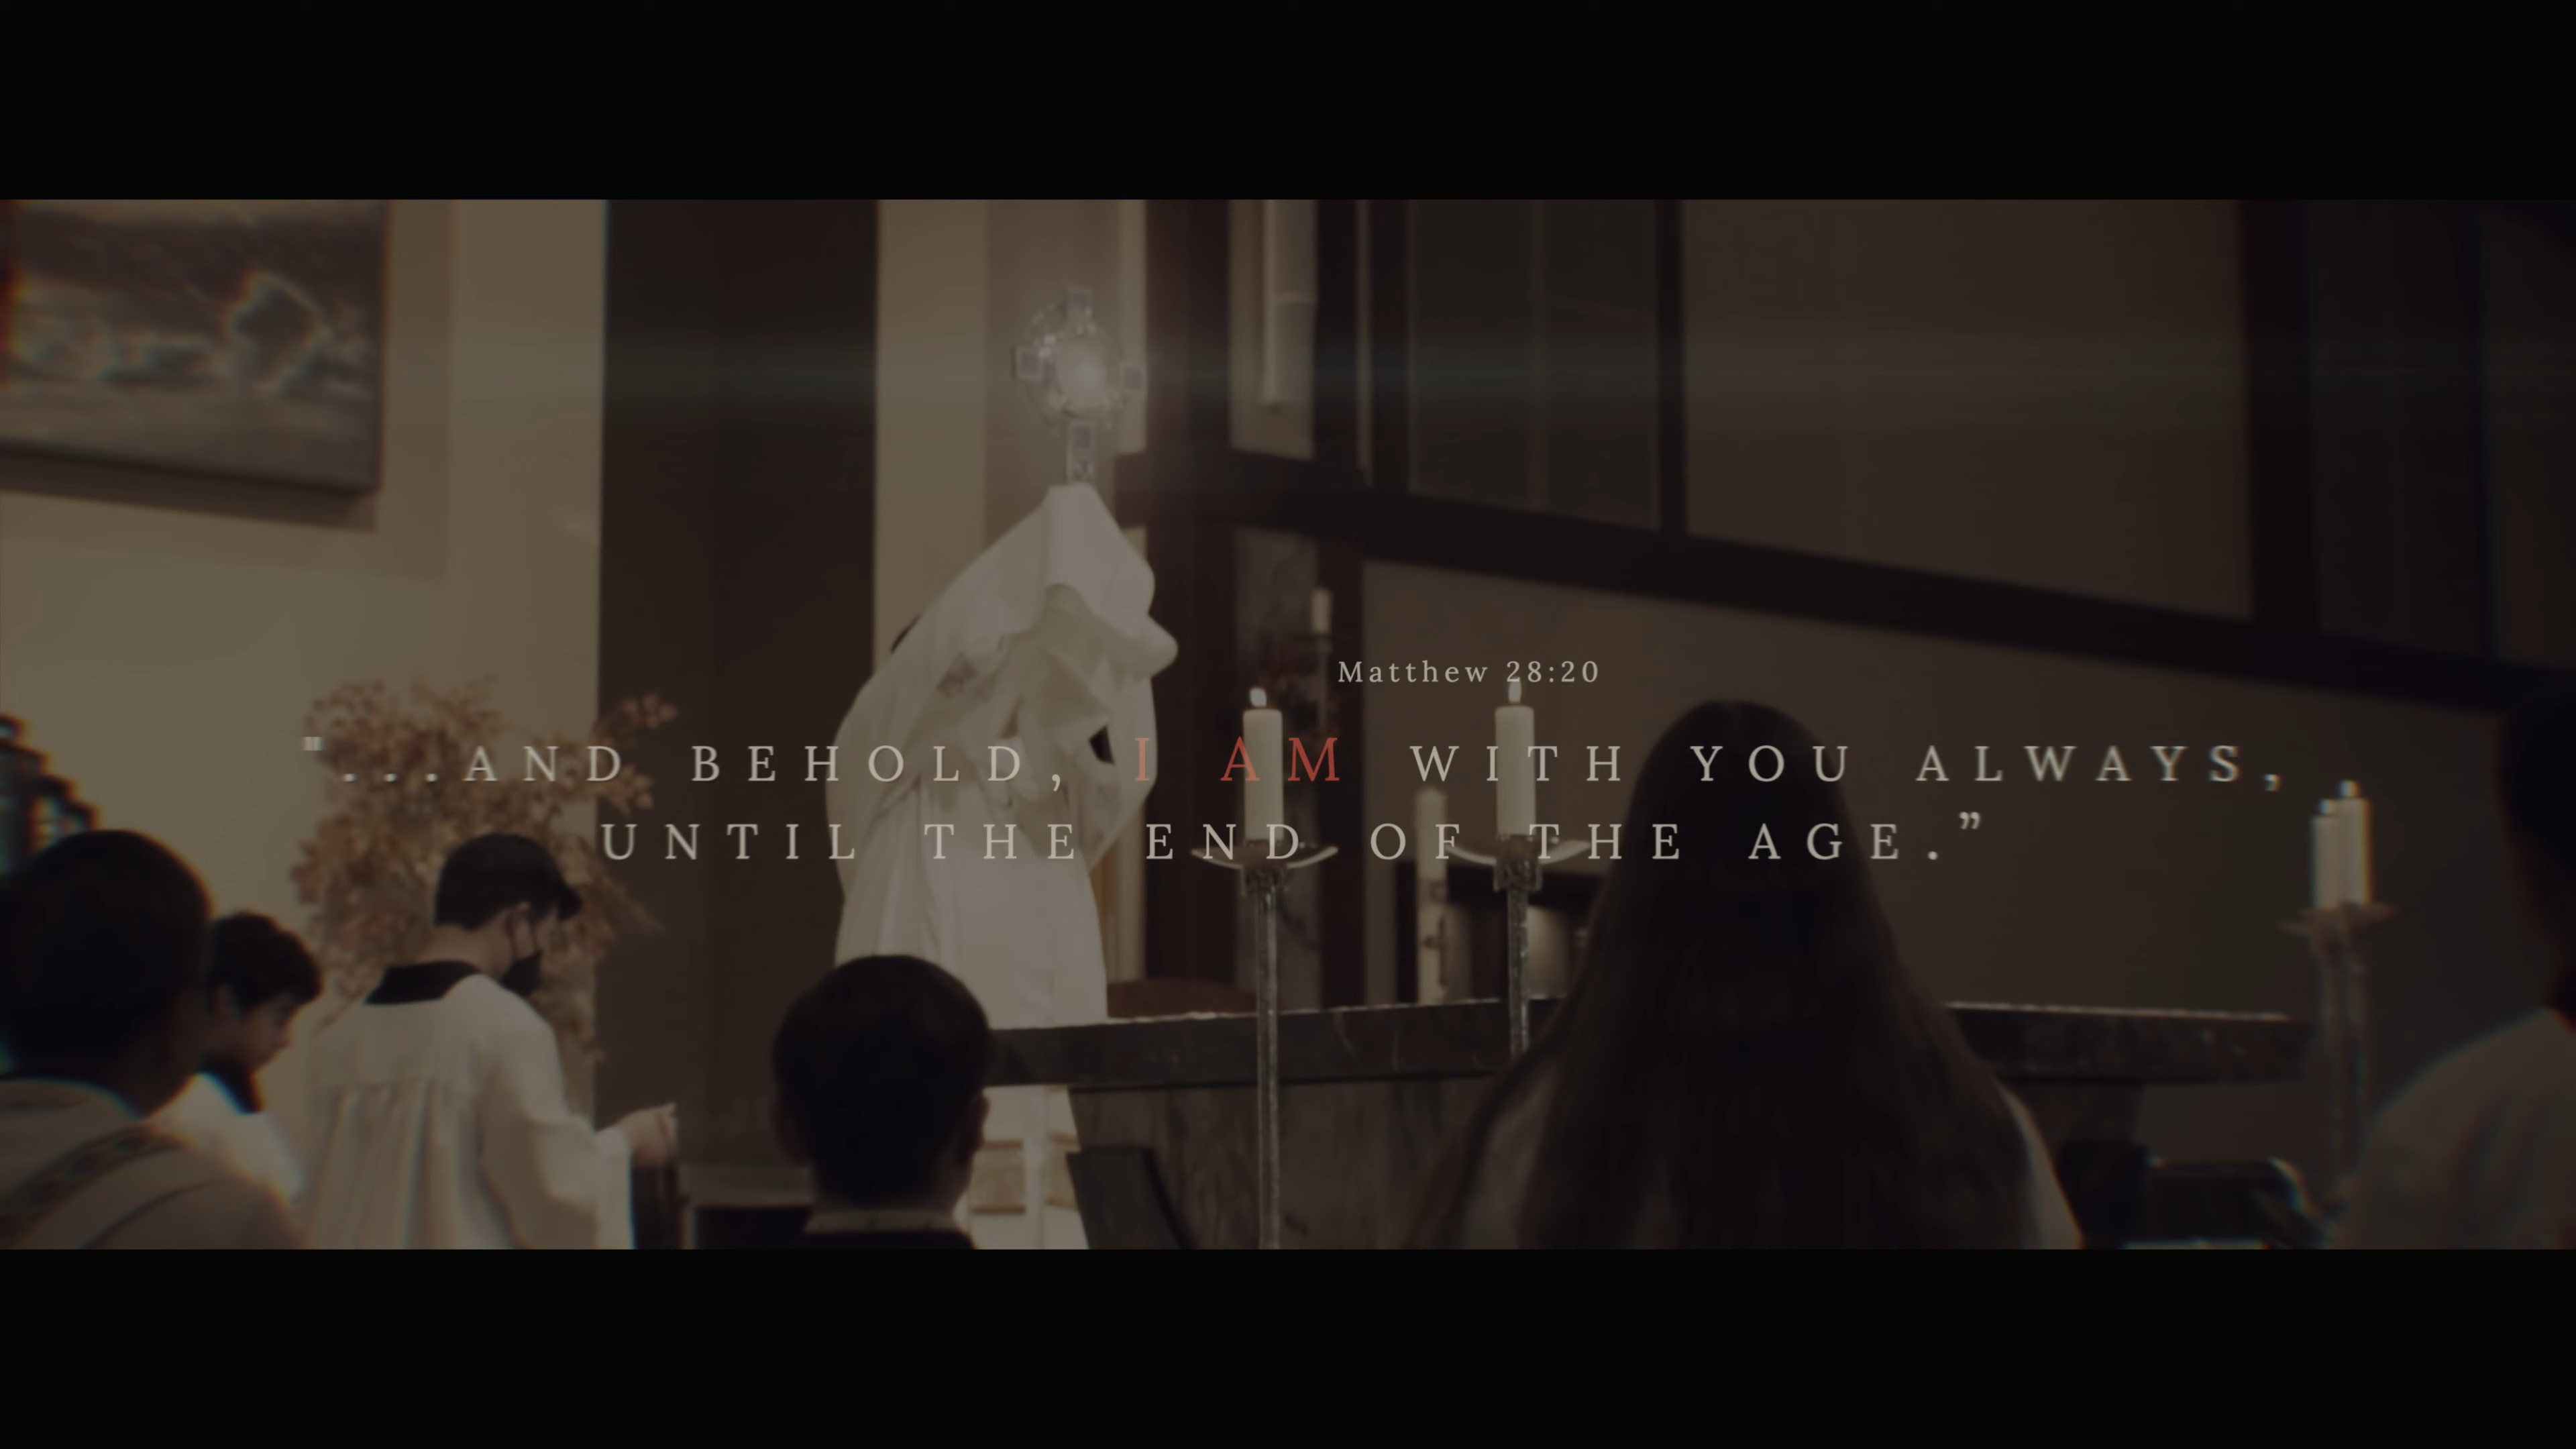 Matthew 28:20
"...AND BEHOLD, I AM WITH YOU ALWAYS,
UNTIL THE END OF THE AGE.”